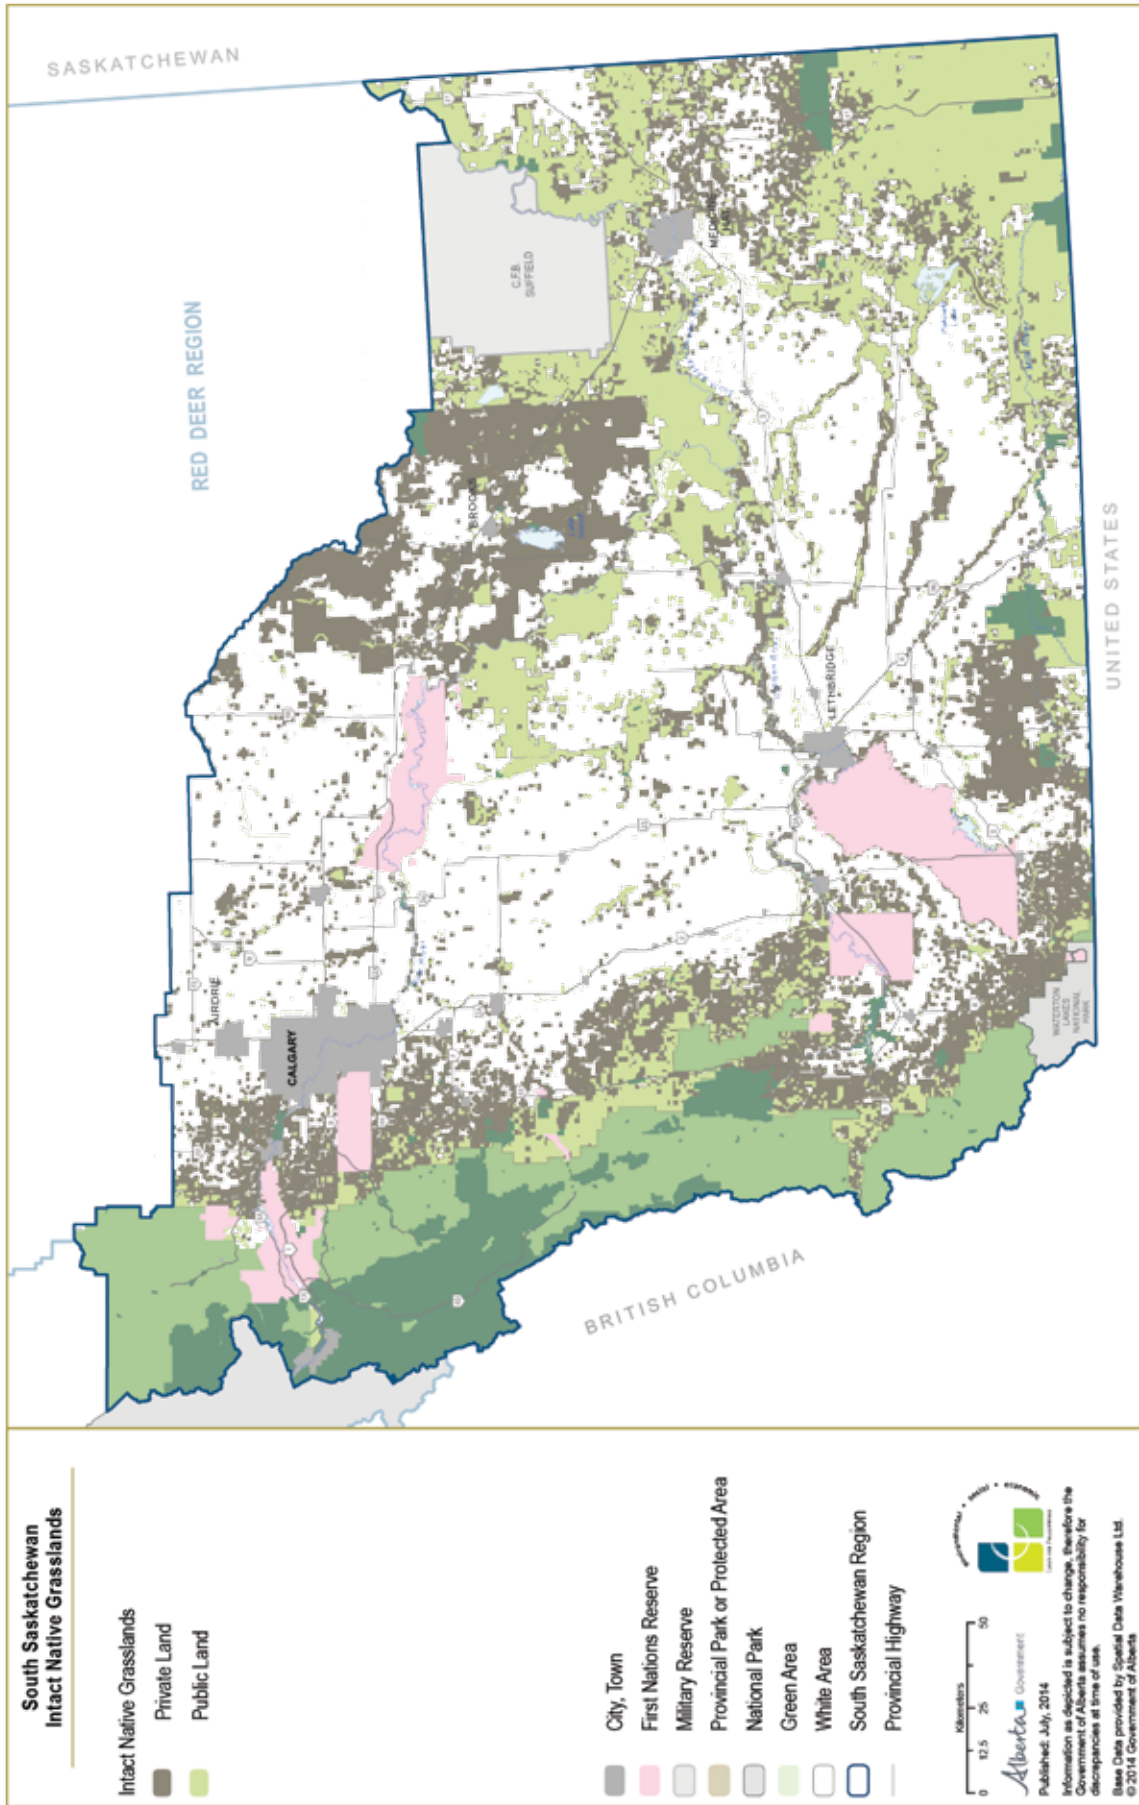 South Saskatchewan
Intact Native Grasslands
Intact Native Grasslands
Private Land
Public Land
City, Town
First Nations Reserve
Military Reserve
Provincial Park or Protected Area
National Park
Green Area
White Area
South Saskatchewan Region
Provincial Highway
Kilometers
0 12.5 25 50
Alberta Government
Published: July, 2014
Information as depicted is subject to change, therefore the
Government of Alberta assumes no responsibility for
discrepancies at time of use.
Base Data provided by Spatial Data Warehouse Ltd.
© 2014 Government of Alberta
environmental • social • economic
SASKATCHEWAN
RED DEER REGION
BRITISH COLUMBIA
UNITED STATES
AIRDRIE
CALGARY
BROOKS
C.F.B.
SUFFIELD
MEDICINE
HAT
LETHBRIDGE
WATERTON
LAKES
NATIONAL
PARK